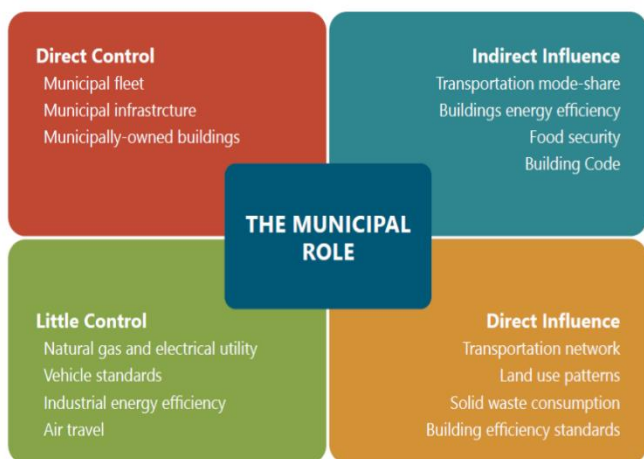 Direct Control
Municipal fleet
Municipal infrastrcture
Municipally-owned buildings
Indirect Influence
Transportation mode-share
Buildings energy efficiency
Food security
Building Code
THE MUNICIPAL
ROLE
Little Control
Natural gas and electrical utility
Vehicle standards
Industrial energy efficiency
Air travel
Direct Influence
Transportation network
Land use patterns
Solid waste consumption
Building efficiency standards